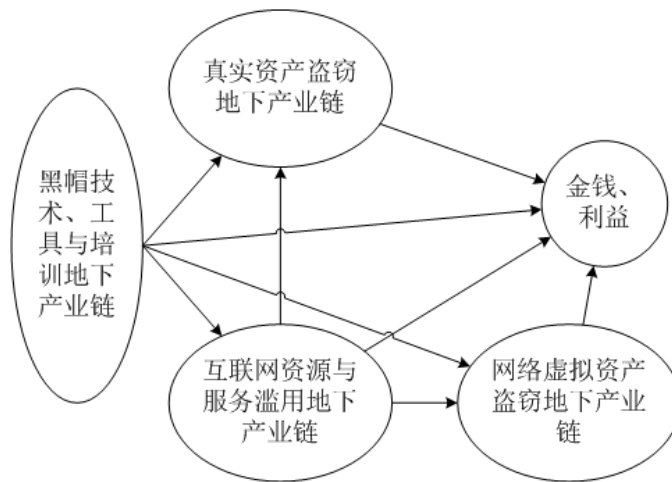 真实资产盗窃
地下产业链
黑帽技
术、工
具与培
训地下
产业链
金钱、
利益
互联网资源与
服务滥用地下
产业链
网络虚拟资产
盗窃地下产业
链